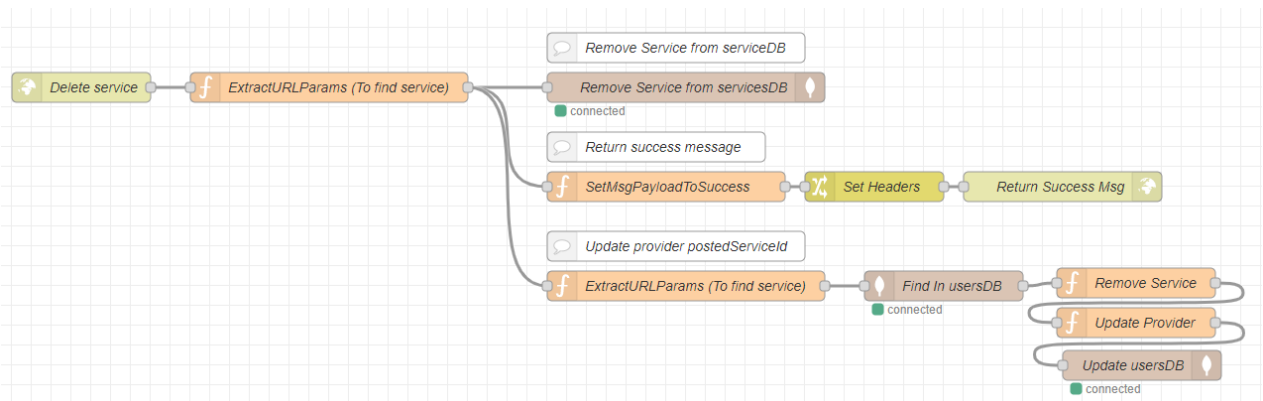 Remove Service from serviceDB
Delete service
ExtractURLParams (To find service)
Remove Service from servicesDB
connected
Return success message
SetMsgPayloadToSuccess
Set Headers
Return Success Msg
Update provider postedServiceId
ExtractURLParams (To find service)
Find In usersDB
connected
Remove Service
Update Provider
Update usersDB
connected